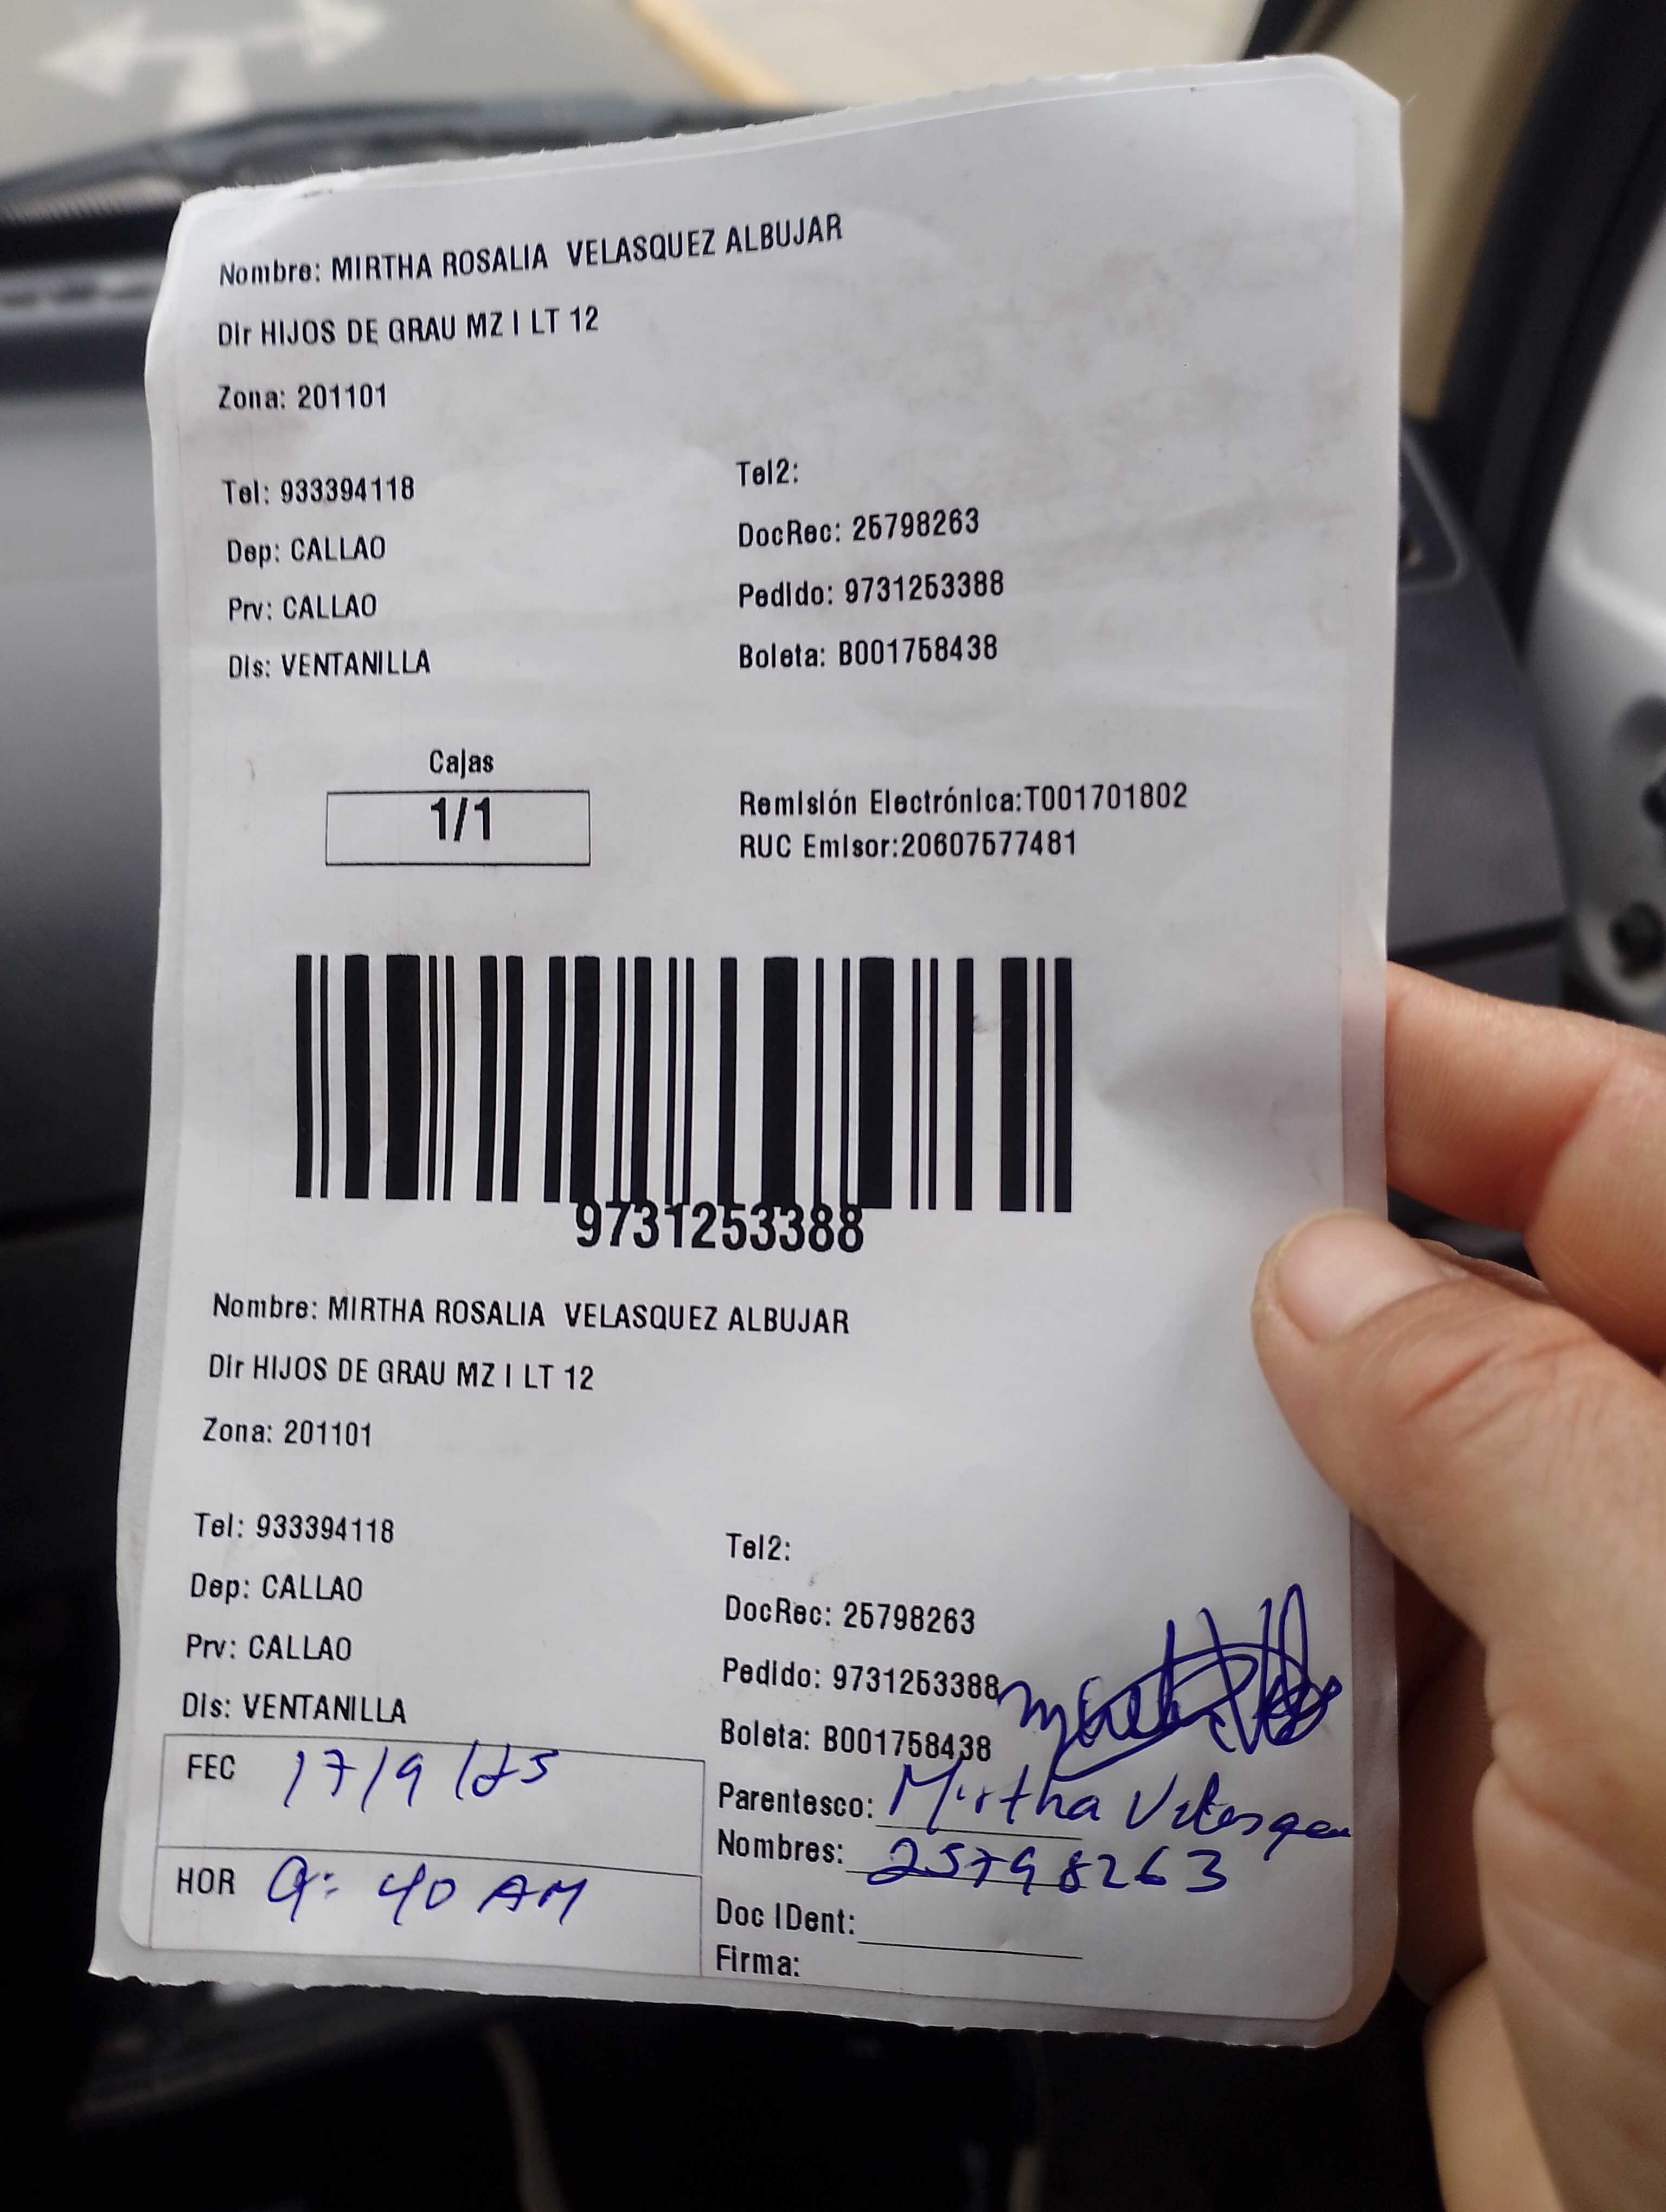 Nombre: MIRTHA ROSALIA VELASQUEZ ALBUJAR
Dir HIJOS DE GRAU MZ I LT 12
Zona: 201101
Tel: 933394118
Tel2:
Dep: CALLAO
DocRec: 25798263
Prv: CALLAO
Pedido: 9731253388
Dis: VENTANILLA
Boleta: B001758438
Cajas
1/1
Remisión Electrónica:T001701802
RUC Emisor:20607577481
9731253388
Nombre: MIRTHA ROSALIA VELASQUEZ ALBUJAR
Dir HIJOS DE GRAU MZ I LT 12
Zona: 201101
Tel: 933394118
Tel2:
Dep: CALLAO
DocRec: 25798263
Prv: CALLAO
Pedido: 9731253388
Dis: VENTANILLA
Boleta: B001758438
FEC 17/9/25
Parentesco: Mirtha
Nombres: 25798263
HOR 9:40 AM
Doc IDent:
Firma: